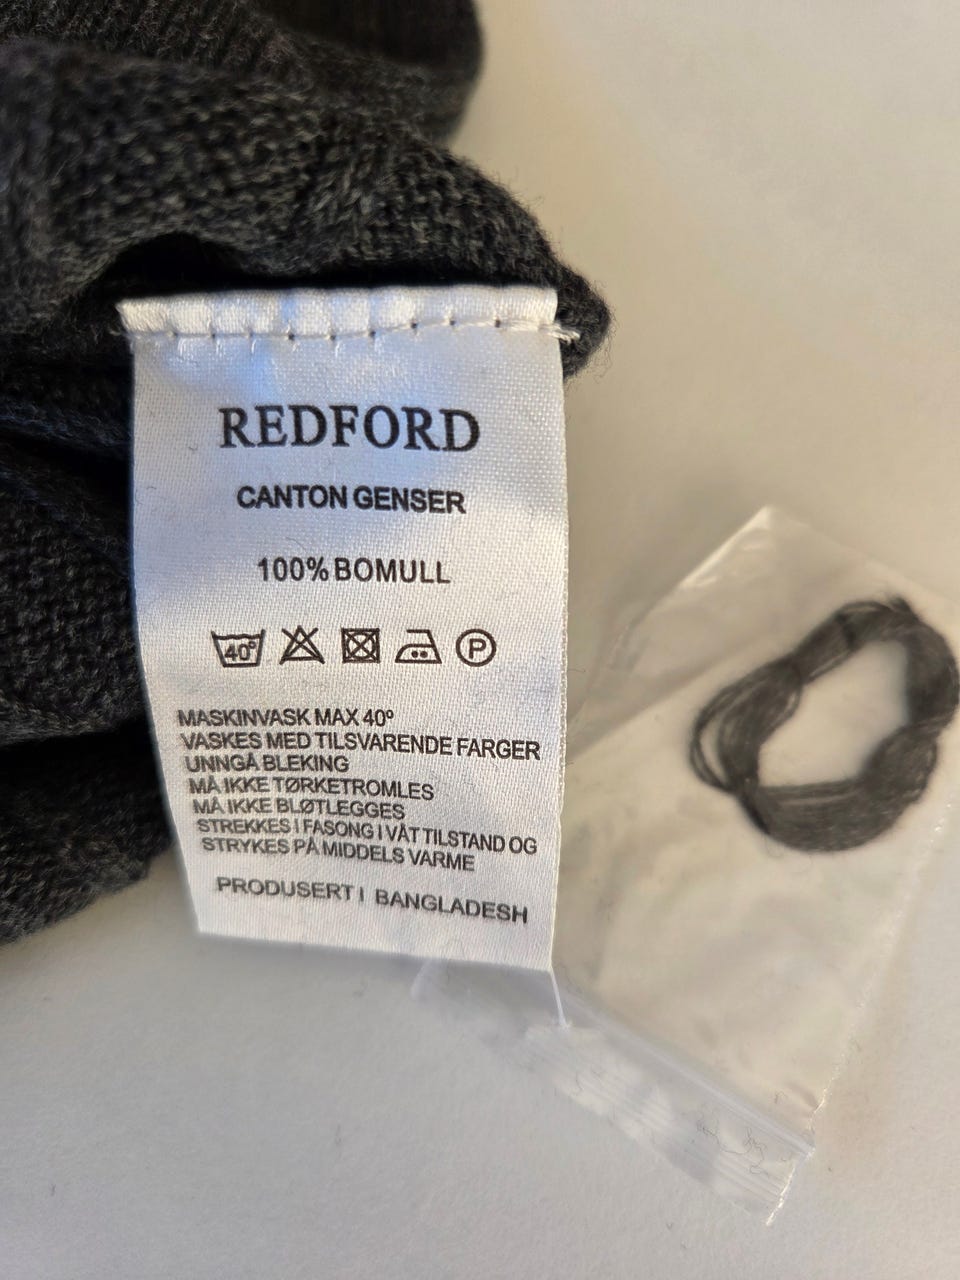 REDFORD
CANTON GENSER
100% BOMULL
40° P
MASKINVASK MAX 40º
VASKES MED TILSVARENDE FARGER
UNNGÅ BLEKING
MÅ IKKE TØRKETROMLES
MÅ IKKE BLØTLEGGES
STREKKES I FASONG I VÅT TILSTAND OG
STRYKES PÅ MIDDELS VARME
PRODUSERT I BANGLADESH